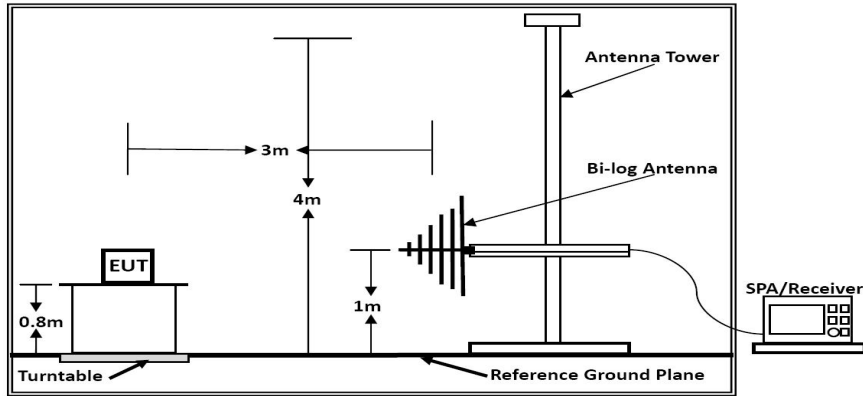 Antenna Tower
3m
Bi-log Antenna
4m
EUT
SPA/Receiver
0.8m
1m
Turntable
Reference Ground Plane